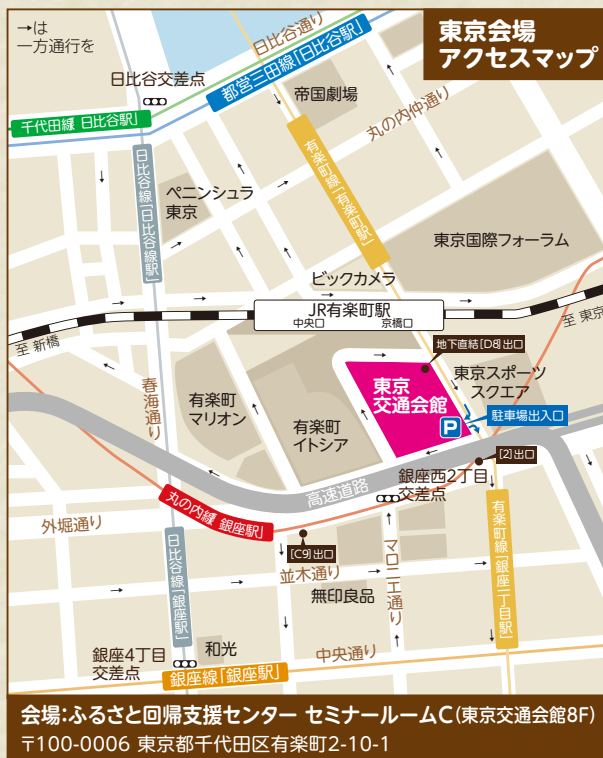 →は
一方通行を
東京会場
アクセスマップ
日比谷通り
日比谷交差点
都営三田線「日比谷駅」
帝国劇場
千代田線「日比谷駅」
丸の内仲通り
日比谷線「日比谷線駅」
ペニンシュラ
東京
有楽町線「有楽町駅」
東京国際フォーラム
ビックカメラ
JR有楽町駅
中央口 京橋口
至 新橋
至 東京
地下直結[D8]出口
春海通り
有楽町
マリオン
有楽町
イトシア
東京
交通会館
東京スポーツ
スクエア
P
駐車場出入口
[2]出口
高速道路
銀座西2丁目
交差点
丸の内線「銀座駅」
外堀通り
[C9]出口
日比谷線「銀座駅」
並木通り
マロニエ通り
有楽町線「銀座一丁目駅」
無印良品
銀座4丁目
交差点
和光
中央通り
銀座線「銀座駅」
会場:ふるさと回帰支援センター セミナールームC(東京交通会館8F)
〒100-0006 東京都千代田区有楽町2-10-1